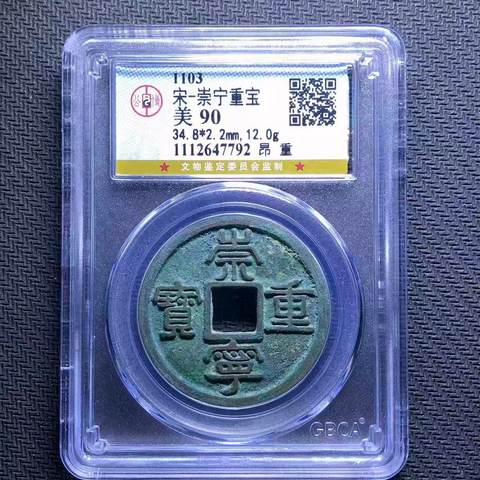 1103
宋-崇宁重宝
美 90
34.8*2.2mm,12.0g
1112647792 昂 重
★ 文物鉴定委员会监制 ★
崇
寶 重
寧
GBCA